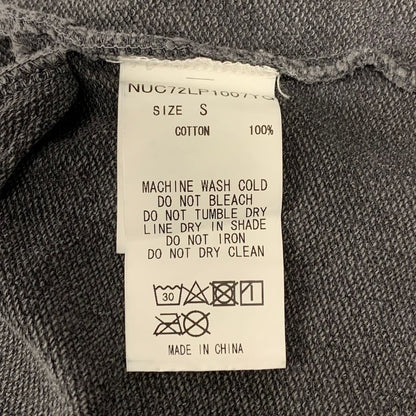 SIZE S
COTTON 100%
MACHINE WASH COLD
DO NOT BLEACH
DO NOT TUMBLE DRY
LINE DRY IN SHADE
DO NOT IRON
DO NOT DRY CLEAN
30
MADE IN CHINA